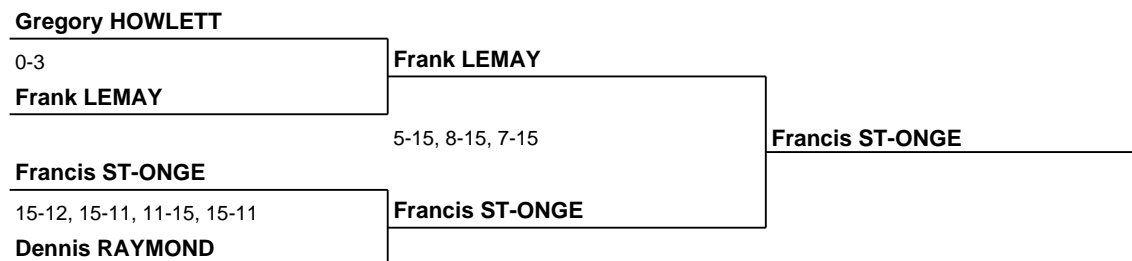 Gregory HOWLETT
0-3
Frank LEMAY
Frank LEMAY
5-15, 8-15, 7-15
Francis ST-ONGE
Francis ST-ONGE
15-12, 15-11, 11-15, 15-11
Francis ST-ONGE
Dennis RAYMOND